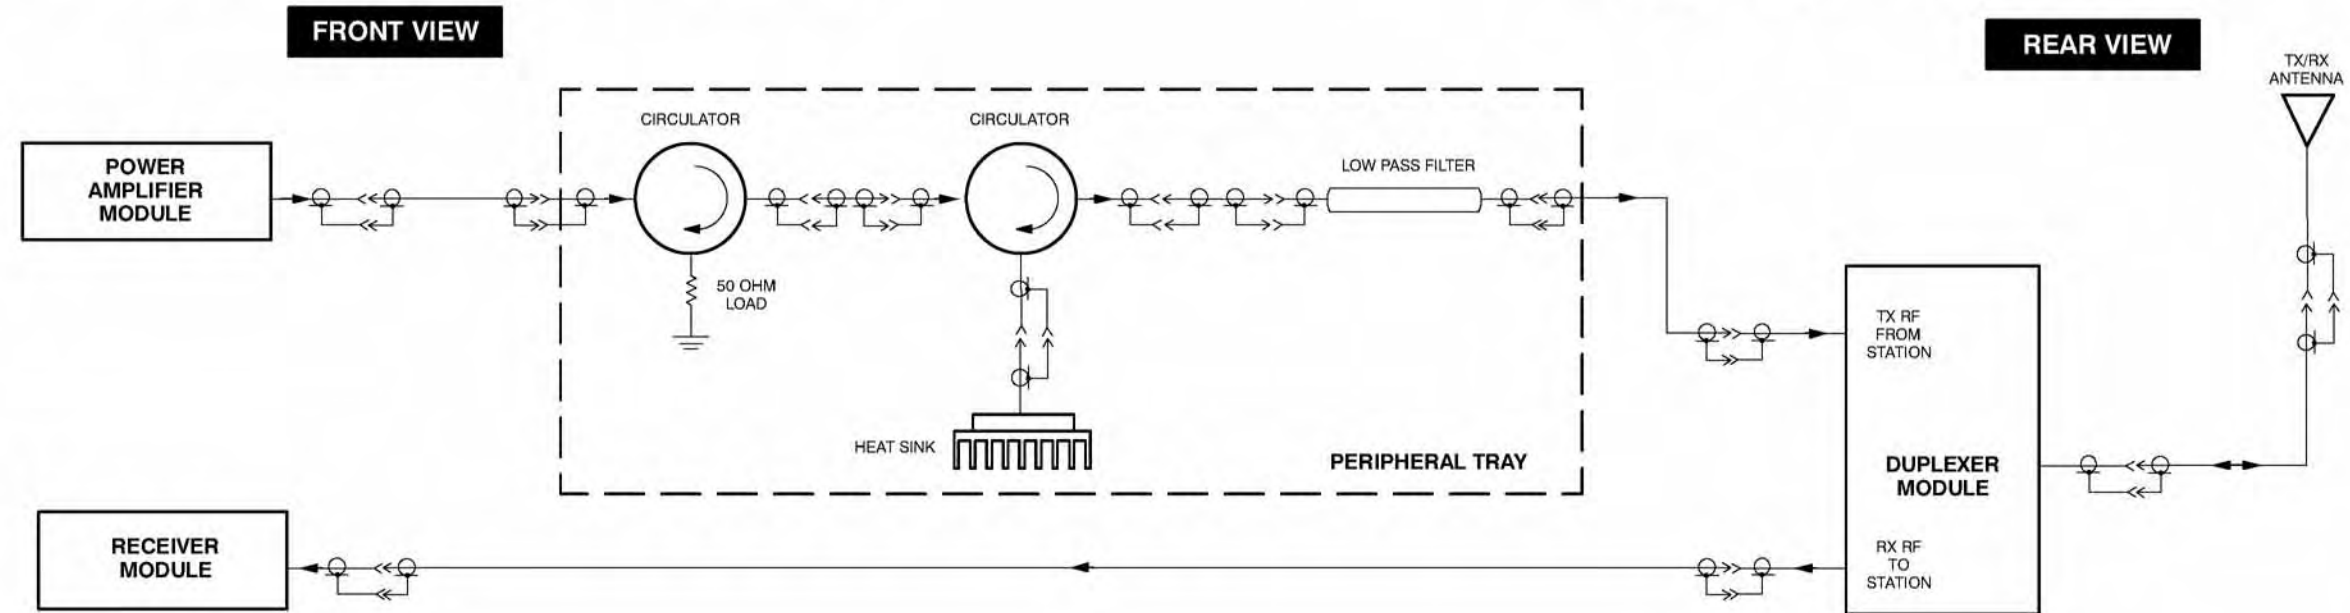 FRONT VIEW
REAR VIEW
TX/RX
ANTENNA
CIRCULATOR
CIRCULATOR
POWER
AMPLIFIER
MODULE
LOW PASS FILTER
50 OHM
LOAD
TX RF
FROM
STATION
HEAT SINK
PERIPHERAL TRAY
DUPLEXER
MODULE
RECEIVER
MODULE
RX RF
TO
STATION